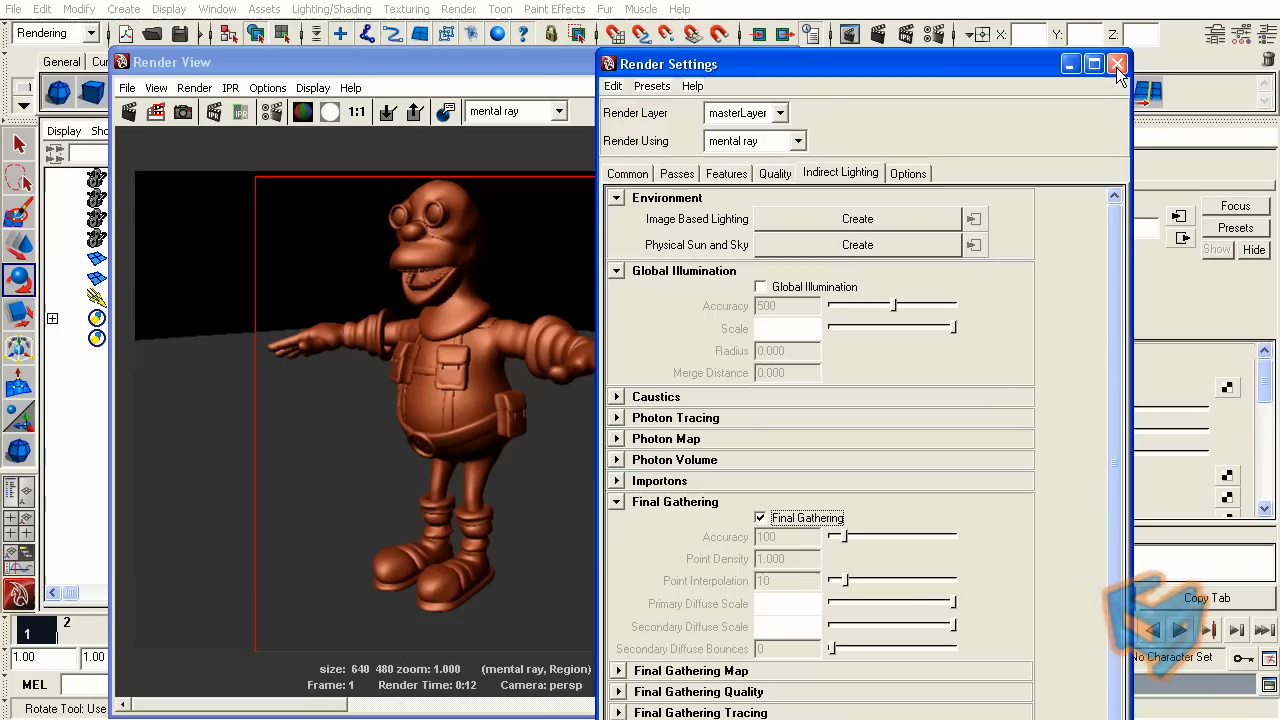 File Edit Modify Create Display Window Assets Lighting/Shading Texturing Render Toon Paint Effects Fur Muscle Help
Rendering X: Y: Z:
General Cur
Render View
File View Render IPR Options Display Help
1:1 mental ray
Display Sho
size: 640 480 zoom: 1.000 (mental ray, Region)
Frame: 1 Render Time: 0:12 Camera: persp
Render Settings
Edit Presets Help
Render Layer masterLayer
Render Using mental ray
Common Passes Features Quality Indirect Lighting Options
Environment
Image Based Lighting Create
Physical Sun and Sky Create
Global Illumination
Global Illumination
Accuracy 500
Scale
Radius 0.000
Merge Distance 0.000
Caustics
Photon Tracing
Photon Map
Photon Volume
Importons
Final Gathering
Final Gathering
Accuracy 100
Point Density 1.000
Point Interpolation 10
Primary Diffuse Scale
Secondary Diffuse Scale
Secondary Diffuse Bounces 0
Final Gathering Map
Final Gathering Quality
Final Gathering Tracing
Focus
Presets
Show Hide
Copy Tab
No Character Set
1 2
1.00 1.00
MEL
Rotate Tool: Use